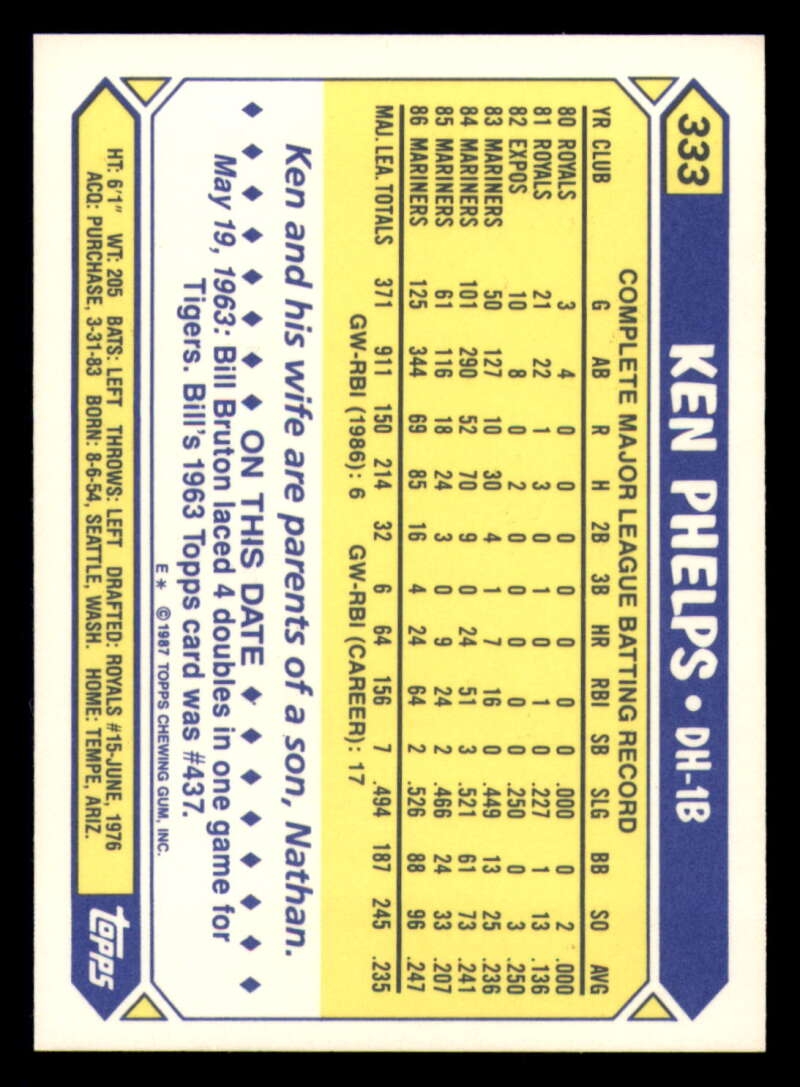 333 KEN PHELPS • DH-1B
COMPLETE MAJOR LEAGUE BATTING RECORD
YR CLUB G AB R H 2B 3B HR RBI SB SLG BB SO AVG
80 ROYALS 3 4 0 0 0 0 0 0 0 .000 0 2 .000
81 ROYALS 21 22 1 3 0 1 0 1 0 .227 1 13 .136
82 EXPOS 10 8 0 2 0 0 0 0 0 .250 0 3 .250
83 MARINERS 50 127 10 30 4 1 7 16 0 .449 13 25 .236
84 MARINERS 101 290 52 70 9 0 24 51 3 .521 61 73 .241
85 MARINERS 61 116 18 24 3 0 9 24 2 .466 24 33 .207
86 MARINERS 125 344 69 85 16 4 24 64 2 .526 88 96 .247
MAJ. LEA. TOTALS 371 911 150 214 32 6 64 156 7 .494 187 245 .235
GW-RBI (1986): 6 GW-RBI (CAREER): 17
Ken and his wife are parents of a son, Nathan.
♦ ♦ ♦ ♦ ♦ ♦ ♦ ♦ ON THIS DATE ♦ ♦ ♦ ♦ ♦ ♦ ♦ ♦
May 19, 1963: Bill Bruton laced 4 doubles in one game for
Tigers. Bill's 1963 Topps card was #437.
E* ©1987 TOPPS CHEWING GUM, INC.
HT: 6'1" WT: 205 BATS: LEFT THROWS: LEFT DRAFTED: ROYALS #15-JUNE, 1976
ACQ: PURCHASE, 3-31-83 BORN: 8-6-54, SEATTLE, WASH. HOME: TEMPE, ARIZ.
topps